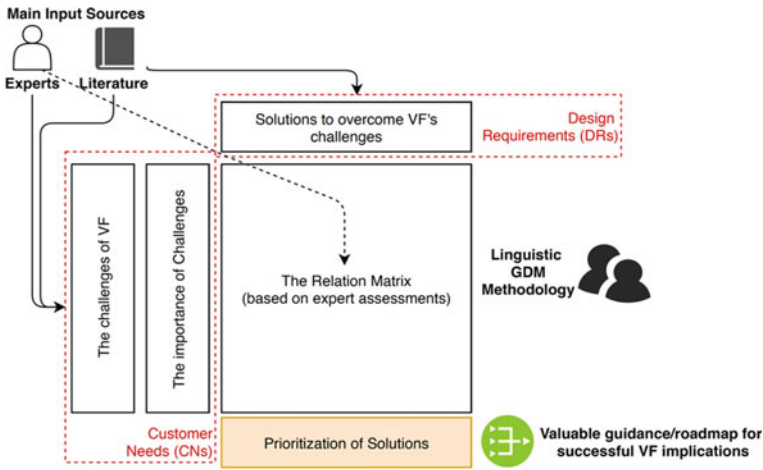 Main Input Sources
Experts
Literature
Solutions to overcome VF's
challenges
Design
Requirements (DRs)
The challenges of VF
The importance of Challenges
The Relation Matrix
(based on expert assessments)
Linguistic
GDM
Methodology
Customer
Needs (CNs)
Prioritization of Solutions
Valuable guidance/roadmap for
successful VF implications